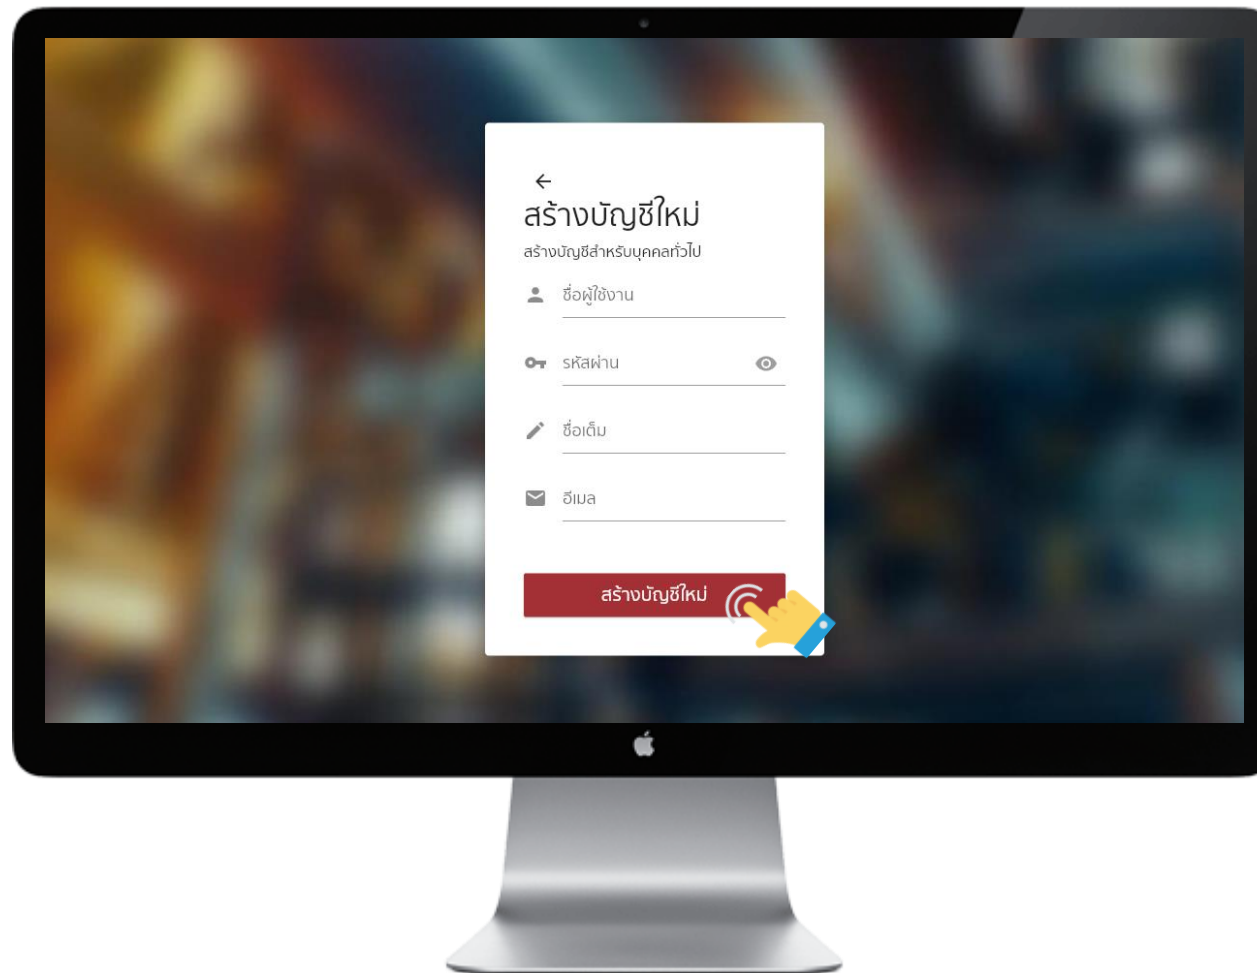 สร้างบัญชีใหม่
สร้างบัญชีสำหรับบุคคลทั่วไป
ชื่อผู้ใช้งาน
รหัสผ่าน
ชื่อเต็ม
อีเมล
สร้างบัญชีใหม่